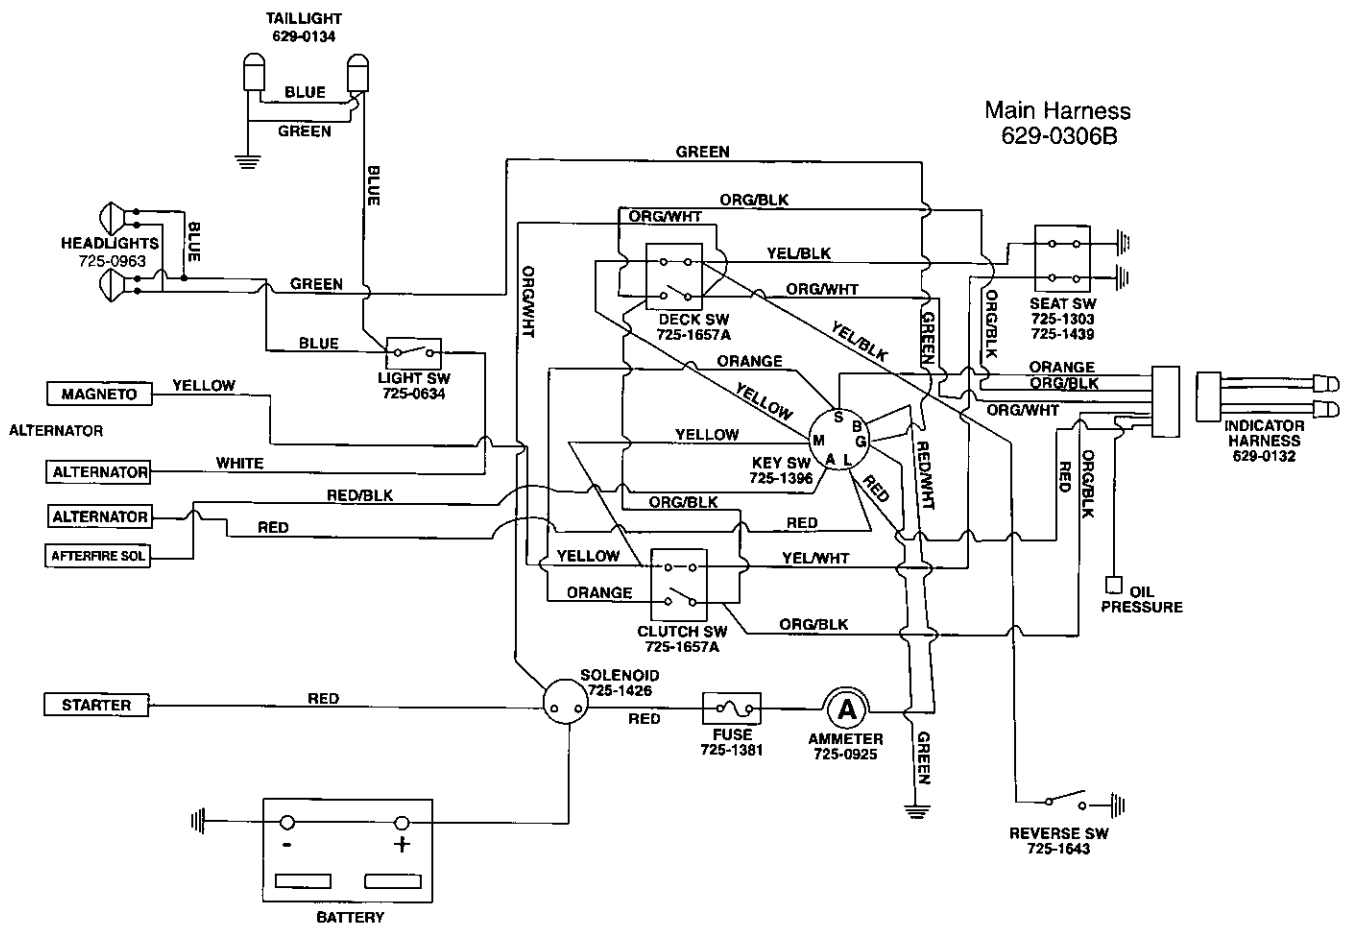 TAILLIGHT
629-0134
BLUE
GREEN
Main Harness
629-0306B
GREEN
BLUE
ORG/BLK
ORG/WHT
BLUE
HEADLIGHTS
725-0963
YEL/BLK
GREEN
ORG/WHT
ORG/WHT
SEAT SW
725-1303
725-1439
DECK SW
725-1657A
YEL/BLK
GREEN
ORG/BLK
BLUE
ORANGE
ORANGE
LIGHT SW
725-0634
ORG/BLK
MAGNETO
YELLOW
YELLOW
ORG/WHT
S
B
M
G
A
L
ALTERNATOR
YELLOW
INDICATOR
HARNESS
629-0132
KEY SW
725-1396
ALTERNATOR
WHITE
RED
RED/WHT
RED
ORG/BLK
RED/BLK
ORG/BLK
ALTERNATOR
RED
RED
AFTERFIRE SOL
YELLOW
YEL/WHT
ORANGE
OIL
PRESSURE
ORG/BLK
CLUTCH SW
725-1657A
SOLENOID
725-1426
STARTER
RED
RED
A
FUSE
725-1381
AMMETER
725-0925
GREEN
REVERSE SW
725-1643
-
+
BATTERY